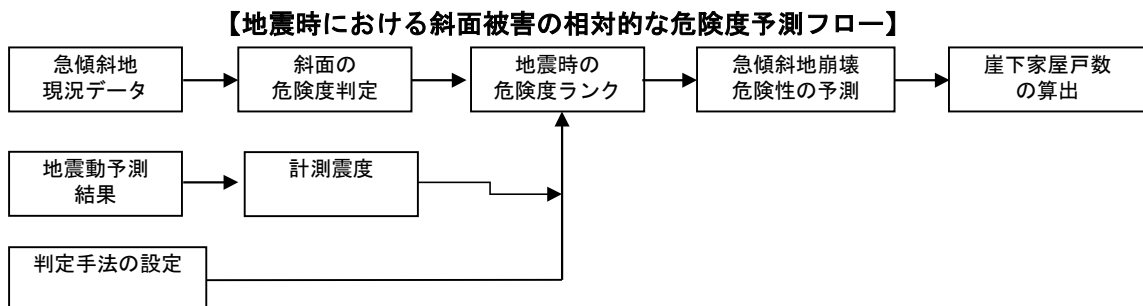 【地震時における斜面被害の相対的な危険度予測フロー】
急傾斜地
現況データ
斜面の
危険度判定
地震時の
危険度ランク
急傾斜地崩壊
危険性の予測
崖下家屋戸数
の算出
地震動予測
結果
計測震度
判定手法の設定